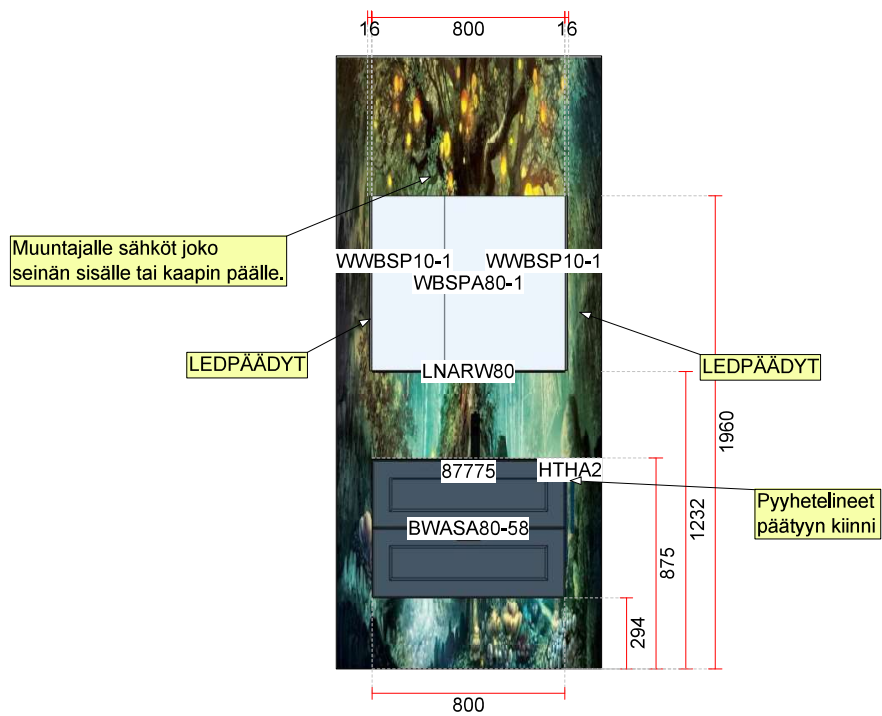 16
800
16
Muuntajalle sähköt joko
seinän sisälle tai kaapin päälle.
WWBSP10-1
WWBSP10-1
WBSPA80-1
LEDPÄÄDYT
LEDPÄÄDYT
LNARW80
1960
1232
875
294
87775
HTHA2
Pyyhetelineet
päätyyn kiinni
BWASA80-58
800